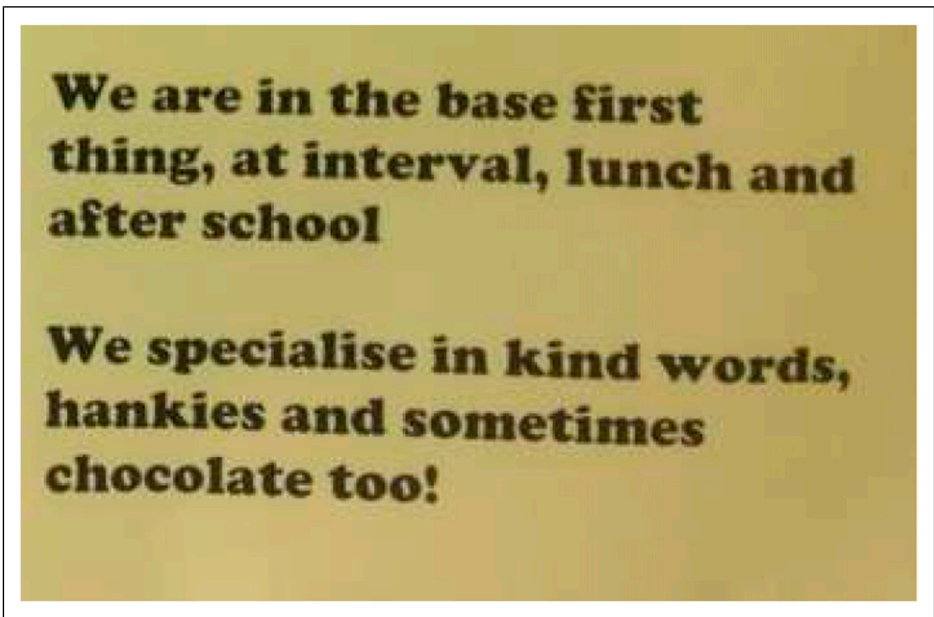 We are in the base first
thing, at interval, lunch and
after school
We specialise in kind words,
hankies and sometimes
chocolate too!